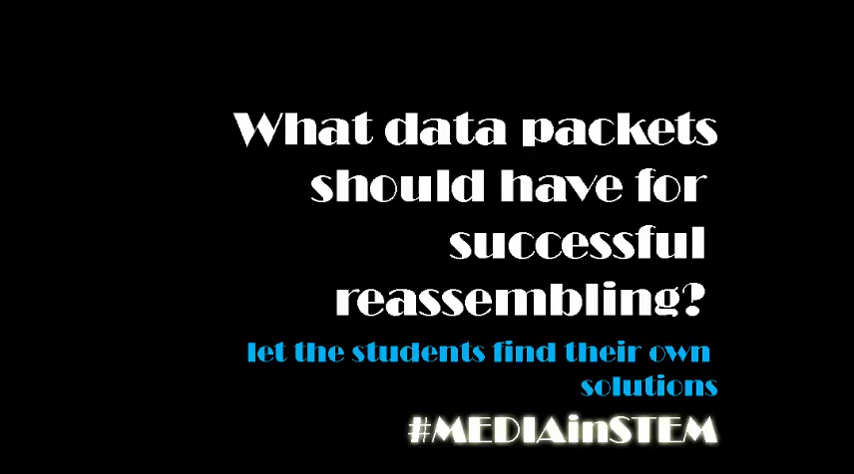 What data packets
should have for
successful
reassembling?
let the students find their own
solutions
#MEDIAinSTEM